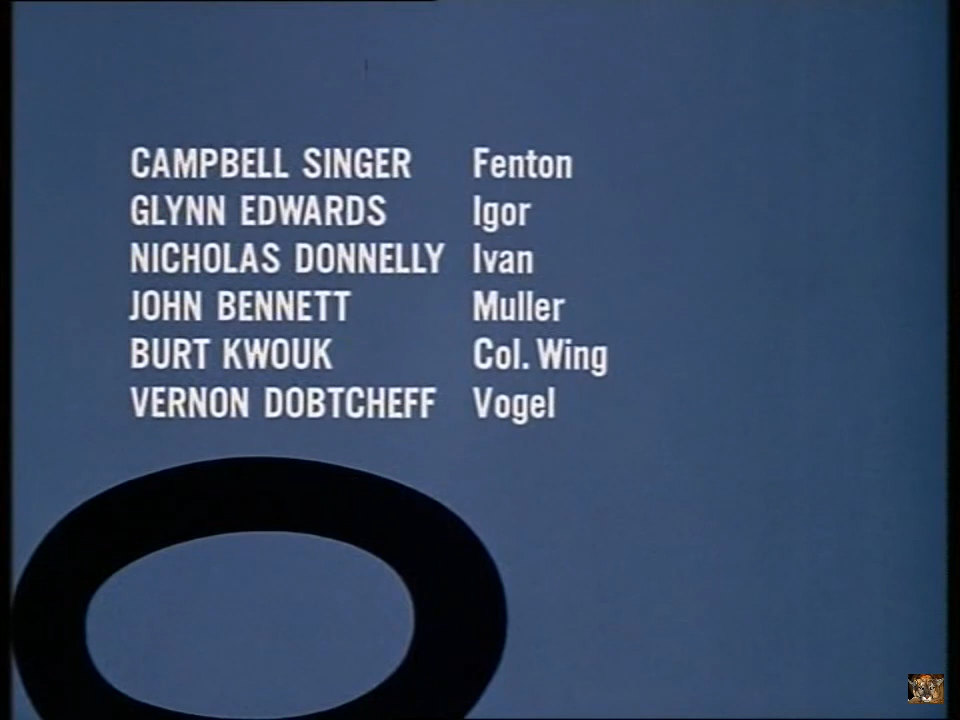 CAMPBELL SINGER Fenton
GLYNN EDWARDS Igor
NICHOLAS DONNELLY Ivan
JOHN BENNETT Muller
BURT KWOUK Col. Wing
VERNON DOBTCHEFF Vogel